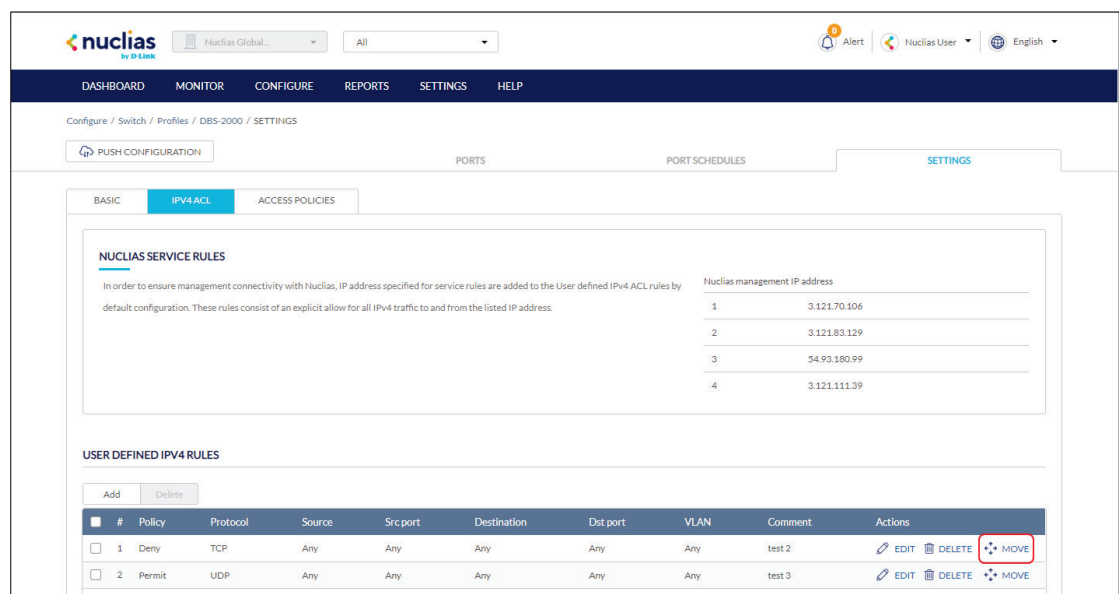 nuclias
by D-Link
Nuclias Global...
All
0
Alert
Nuclias User
English
DASHBOARD MONITOR CONFIGURE REPORTS SETTINGS HELP
Configure / Switch / Profiles / DBS-2000 / SETTINGS
PUSH CONFIGURATION
PORTS PORT SCHEDULES SETTINGS
BASIC IPV4 ACL ACCESS POLICIES
NUCLIAS SERVICE RULES
In order to ensure management connectivity with Nuclias, IP address specified for service rules are added to the User defined IPv4 ACL rules by
default configuration. These rules consist of an explicit allow for all IPv4 traffic to and from the listed IP address.
Nuclias management IP address
1 3.121.70.106
2 3.121.83.129
3 54.93.180.99
4 3.121.111.39
USER DEFINED IPV4 RULES
Add Delete
# Policy Protocol Source Src port Destination Dst port VLAN Comment Actions
1 Deny TCP Any Any Any Any Any test 2 EDIT DELETE MOVE
2 Permit UDP Any Any Any Any Any test 3 EDIT DELETE MOVE